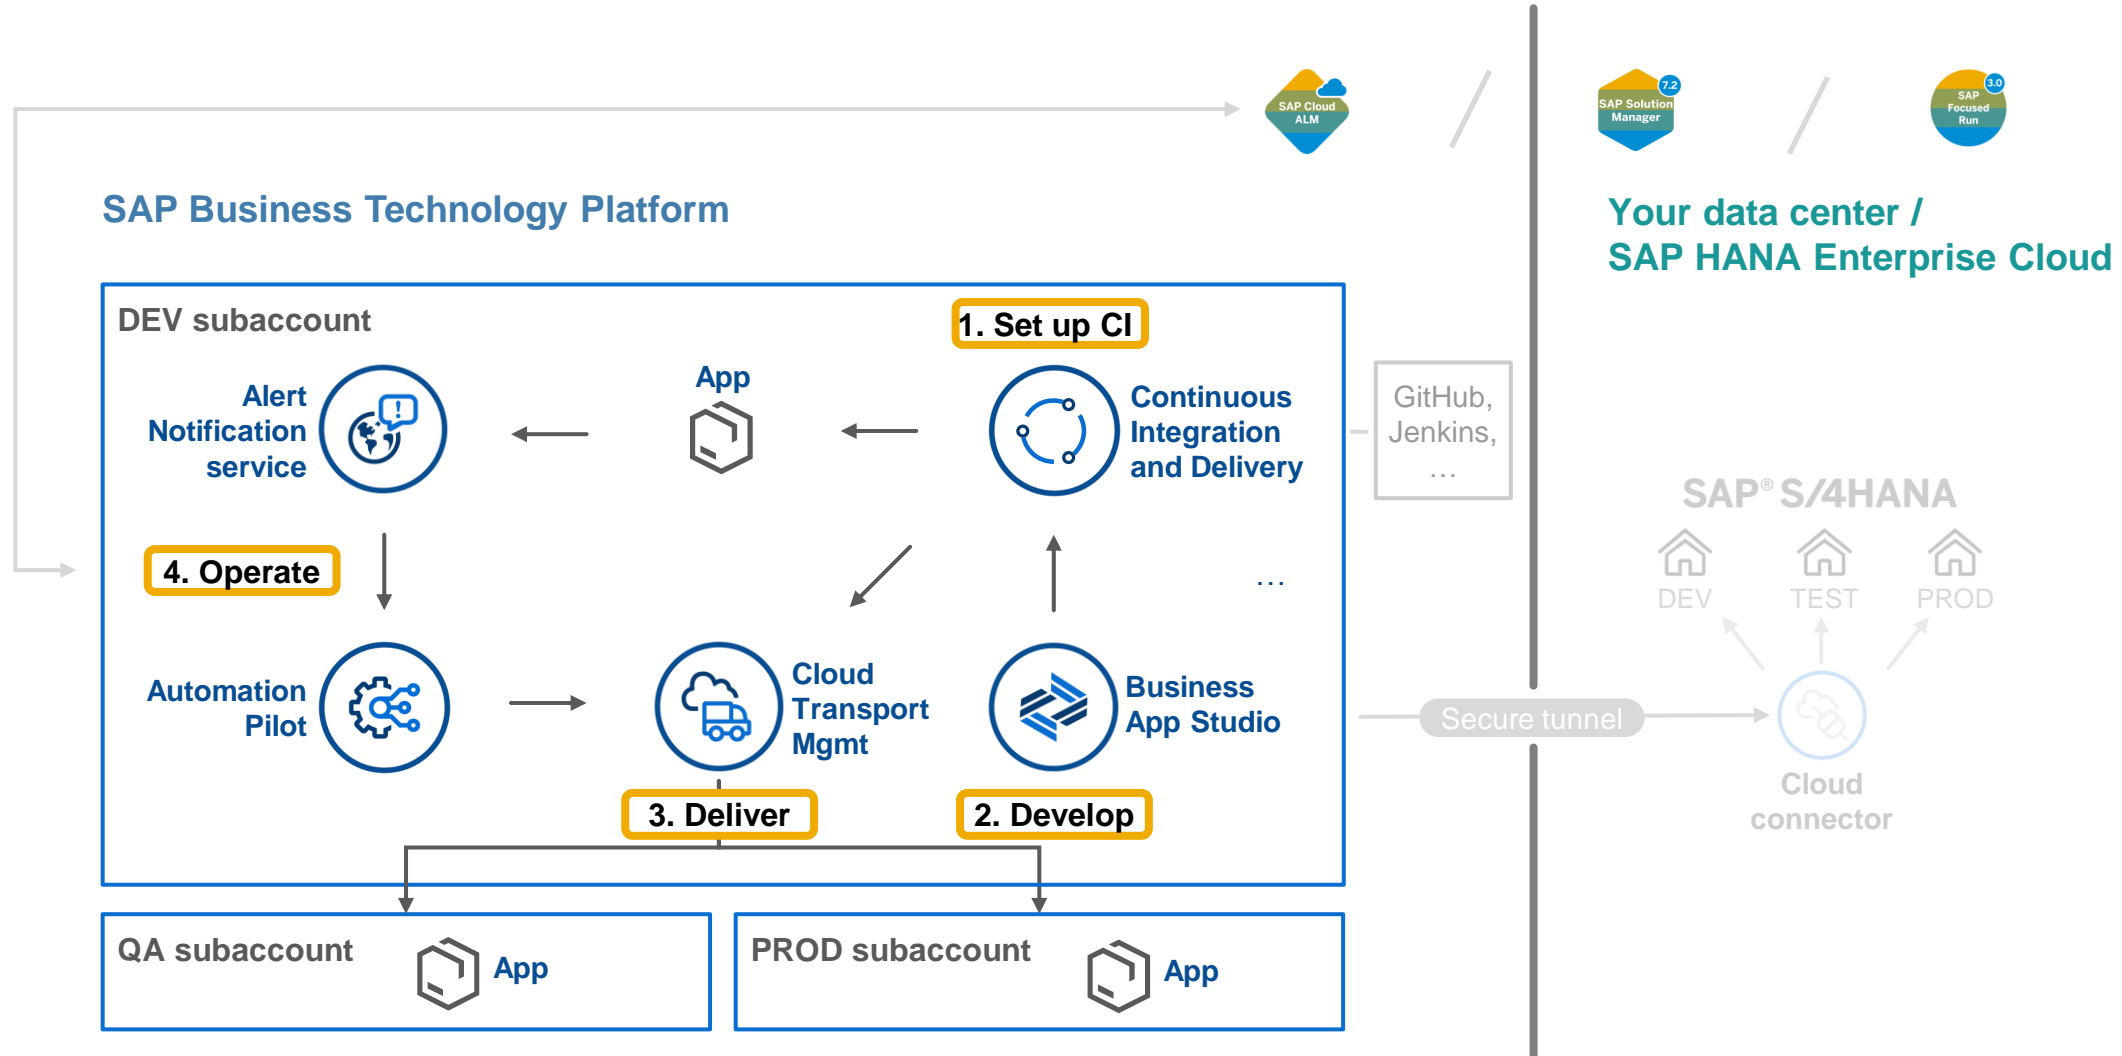 SAP Cloud
ALM
7.2
SAP Solution
Manager
3.0
SAP
Focused
Run
SAP Business Technology Platform
Your data center /
SAP HANA Enterprise Cloud
DEV subaccount
1. Set up CI
Alert
Notification
service
App
Continuous
Integration
and Delivery
GitHub,
Jenkins,
...
SAP® S/4HANA
DEV
TEST
PROD
4. Operate
...
Automation
Pilot
Cloud
Transport
Mgmt
Business
App Studio
Secure tunnel
Cloud
connector
3. Deliver
2. Develop
QA subaccount
App
PROD subaccount
App